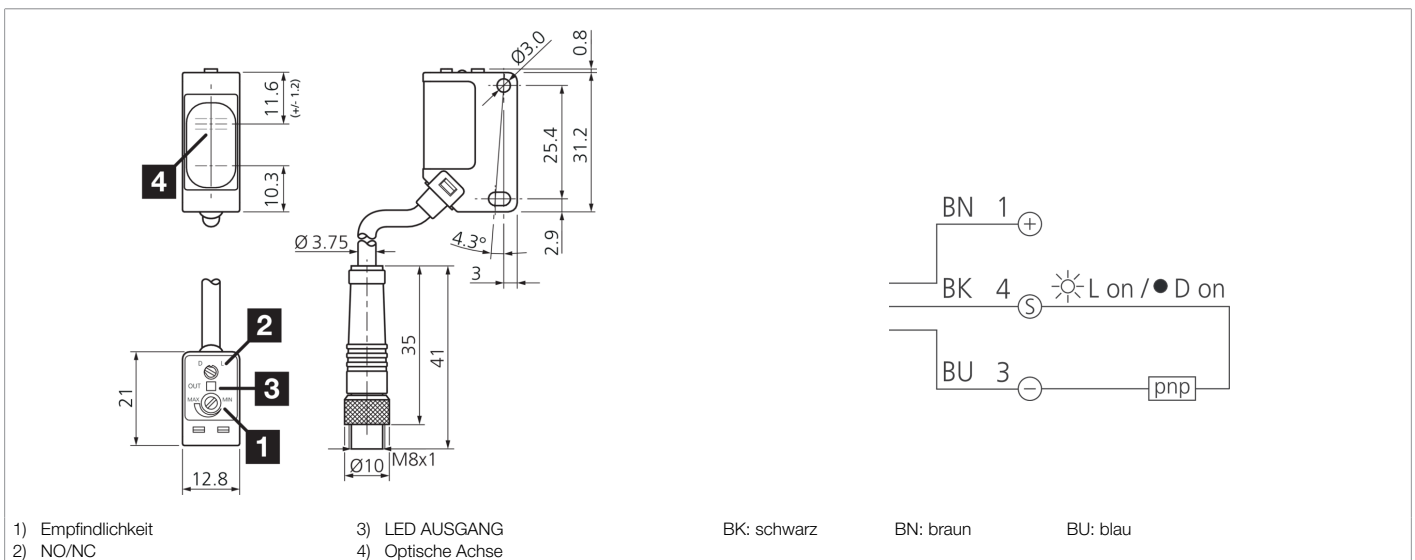 Ø3.0
0.8
11.6
(+/- 1.2)
25.4
31.2
4
10.3
Ø 3.75
4.3°
2.9
3
BN 1 +
BK 4 S L on / D on
BU 3 − pnp
2
D L
OUT
3
MAX MIN
1
21
12.8
35
41
Ø10
M8x1
1) Empfindlichkeit
2) NO/NC
3) LED AUSGANG
4) Optische Achse
BK: schwarz BN: braun BU: blau